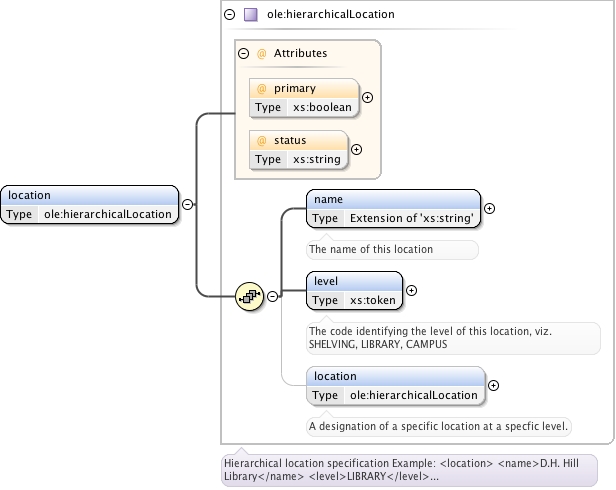 ole:hierarchicalLocation
@ Attributes
@ primary
Type xs:boolean
@ status
Type xs:string
location
Type ole:hierarchicalLocation
name
Type Extension of 'xs:string'
The name of this location
level
Type xs:token
The code identifying the level of this location, viz.
SHELVING, LIBRARY, CAMPUS
location
Type ole:hierarchicalLocation
A designation of a specific location at a specfic level.
Hierarchical location specification Example: <location> <name>D.H. Hill
Library</name> <level>LIBRARY</level>...